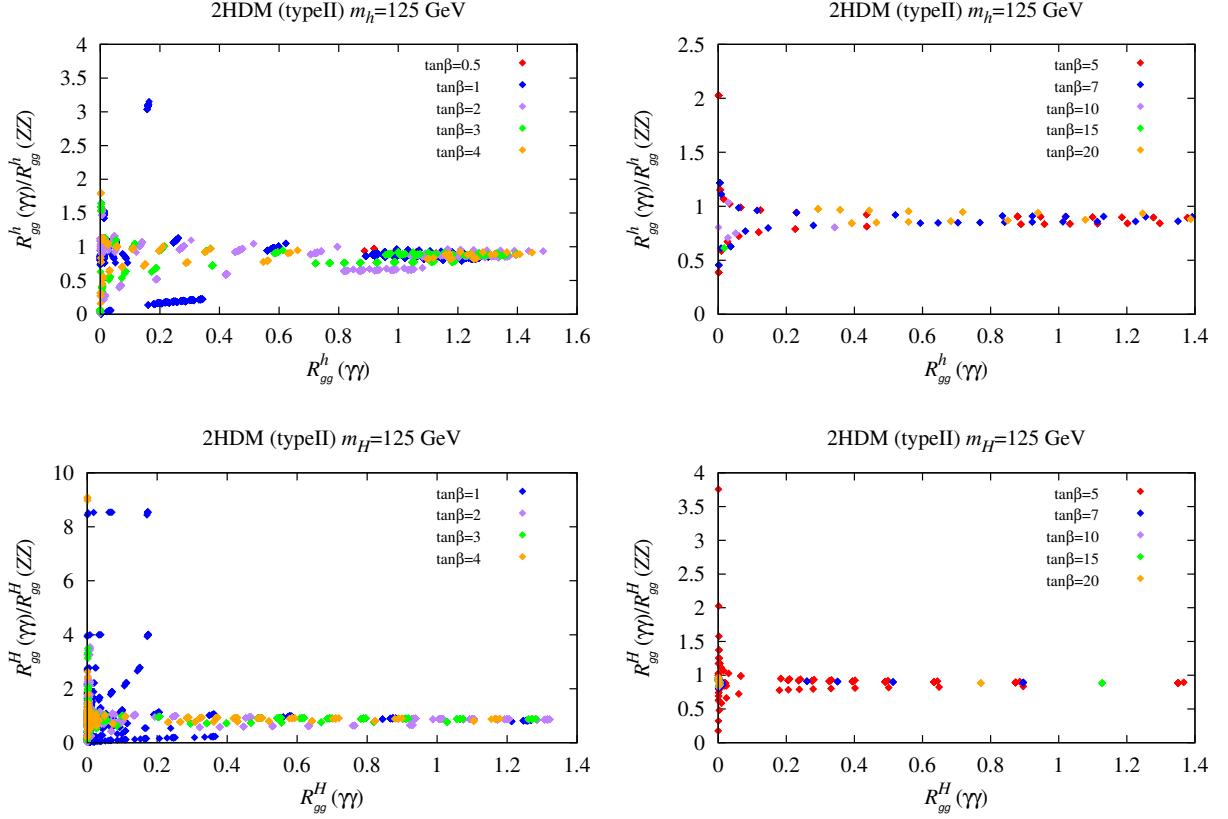 2HDM (typeII) m_h=125 GeV
R^h_gg (γγ)/R^h_gg (ZZ)
4
3.5
3
2.5
2
1.5
1
0.5
0
tanβ=0.5
tanβ=1
tanβ=2
tanβ=3
tanβ=4
0 0.2 0.4 0.6 0.8 1 1.2 1.4 1.6
R^h_gg (γγ)
2HDM (typeII) m_h=125 GeV
R^h_gg (γγ)/R^h_gg (ZZ)
2.5
2
1.5
1
0.5
0
tanβ=5
tanβ=7
tanβ=10
tanβ=15
tanβ=20
0 0.2 0.4 0.6 0.8 1 1.2 1.4
R^h_gg (γγ)
2HDM (typeII) m_H=125 GeV
R^H_gg (γγ)/R^H_gg (ZZ)
10
8
6
4
2
0
tanβ=1
tanβ=2
tanβ=3
tanβ=4
0 0.2 0.4 0.6 0.8 1 1.2 1.4
R^H_gg (γγ)
2HDM (typeII) m_H=125 GeV
R^H_gg (γγ)/R^H_gg (ZZ)
4
3.5
3
2.5
2
1.5
1
0.5
0
tanβ=5
tanβ=7
tanβ=10
tanβ=15
tanβ=20
0 0.2 0.4 0.6 0.8 1 1.2 1.4
R^H_gg (γγ)